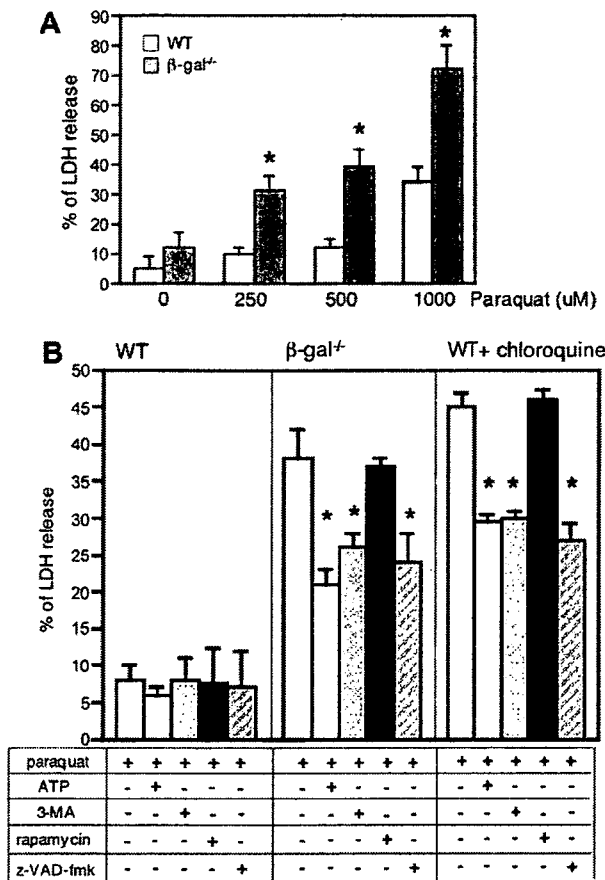 A
90
80
70
60
50
40
30
20
10
0
% of LDH release
WT
β-gal-/-
*
*
*
0 250 500 1000 Paraquat (uM)
B
WT β-gal-/- WT+ chloroquine
50
45
40
35
30
25
20
15
10
5
0
% of LDH release
* * *
* * *
paraquat + + + + + + + + + + + + + + +
ATP - + - - - - + - - - - + - - -
3-MA - - + - - - - + - - - - + - -
rapamycin - - - + - - - - + - - - - + -
z-VAD-fmk - - - - + - - - - + - - - - +